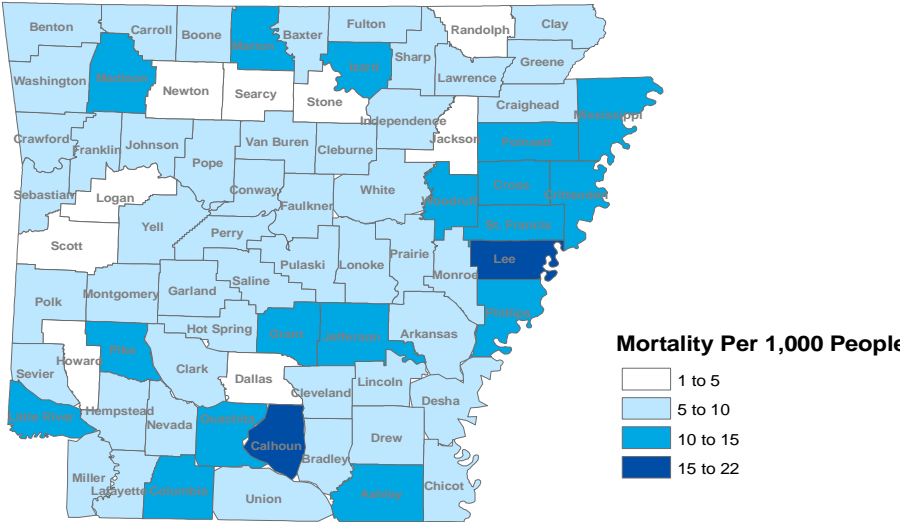 Benton
Carroll
Boone
Marion
Baxter
Fulton
Randolph
Clay
Washington
Madison
Newton
Searcy
Stone
Izard
Sharp
Lawrence
Greene
Craighead
Mississippi
Crawford
Franklin
Johnson
Pope
Van Buren
Cleburne
Independence
Jackson
Poinsett
Sebastian
Logan
Conway
Faulkner
White
Woodruff
Cross
Crittenden
Scott
Yell
Perry
Pulaski
Lonoke
Prairie
Monroe
St. Francis
Lee
Polk
Montgomery
Garland
Saline
Hot Spring
Grant
Jefferson
Arkansas
Phillips
Sevier
Howard
Pike
Clark
Dallas
Cleveland
Lincoln
Desha
Little River
Hempstead
Nevada
Ouachita
Calhoun
Bradley
Drew
Miller
Lafayette
Columbia
Union
Ashley
Chicot
Mortality Per 1,000 People
1 to 5
5 to 10
10 to 15
15 to 22